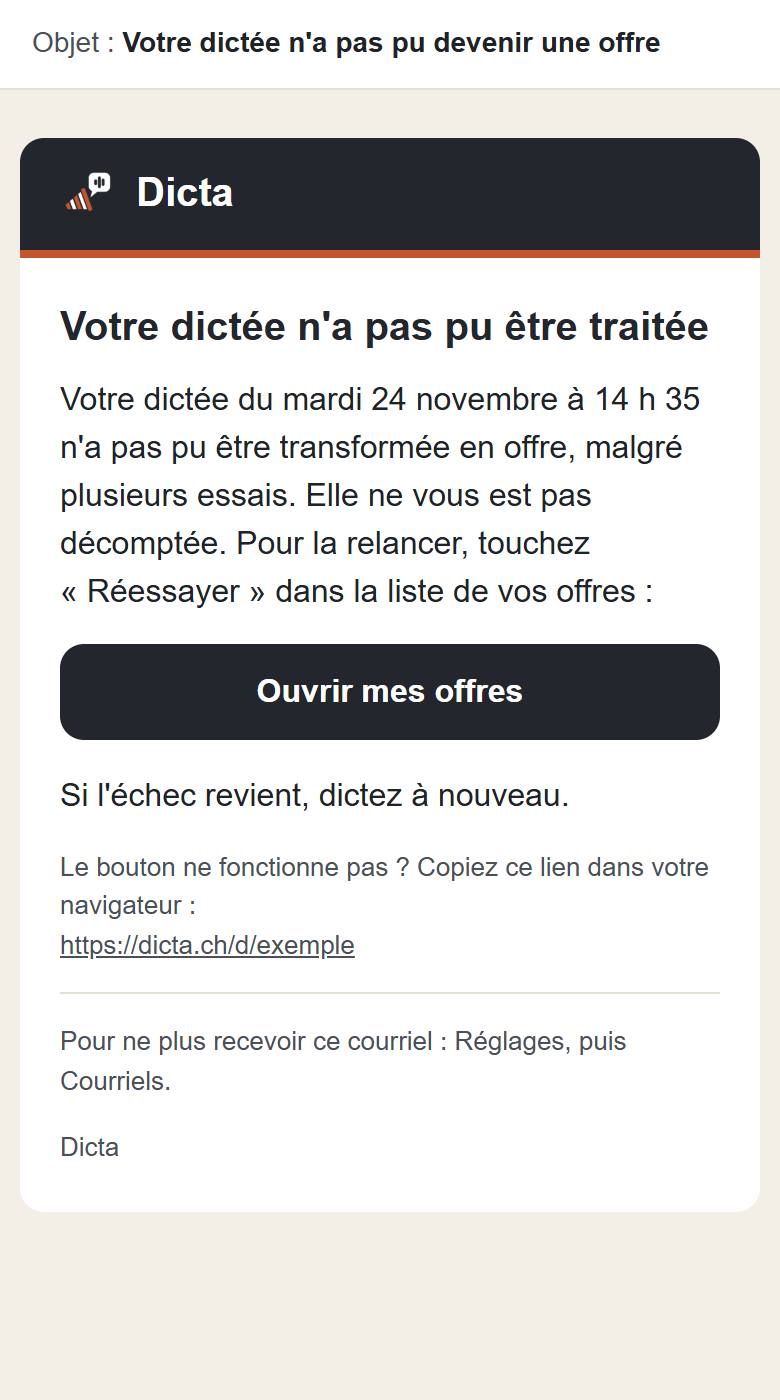 Objet : Votre dictée n'a pas pu devenir une offre
Dicta
Votre dictée n'a pas pu être traitée
Votre dictée du mardi 24 novembre à 14 h 35
n'a pas pu être transformée en offre, malgré
plusieurs essais. Elle ne vous est pas
décomptée. Pour la relancer, touchez
« Réessayer » dans la liste de vos offres :
Ouvrir mes offres
Si l'échec revient, dictez à nouveau.
Le bouton ne fonctionne pas ? Copiez ce lien dans votre
navigateur :
https://dicta.ch/d/exemple
Pour ne plus recevoir ce courriel : Réglages, puis
Courriels.
Dicta